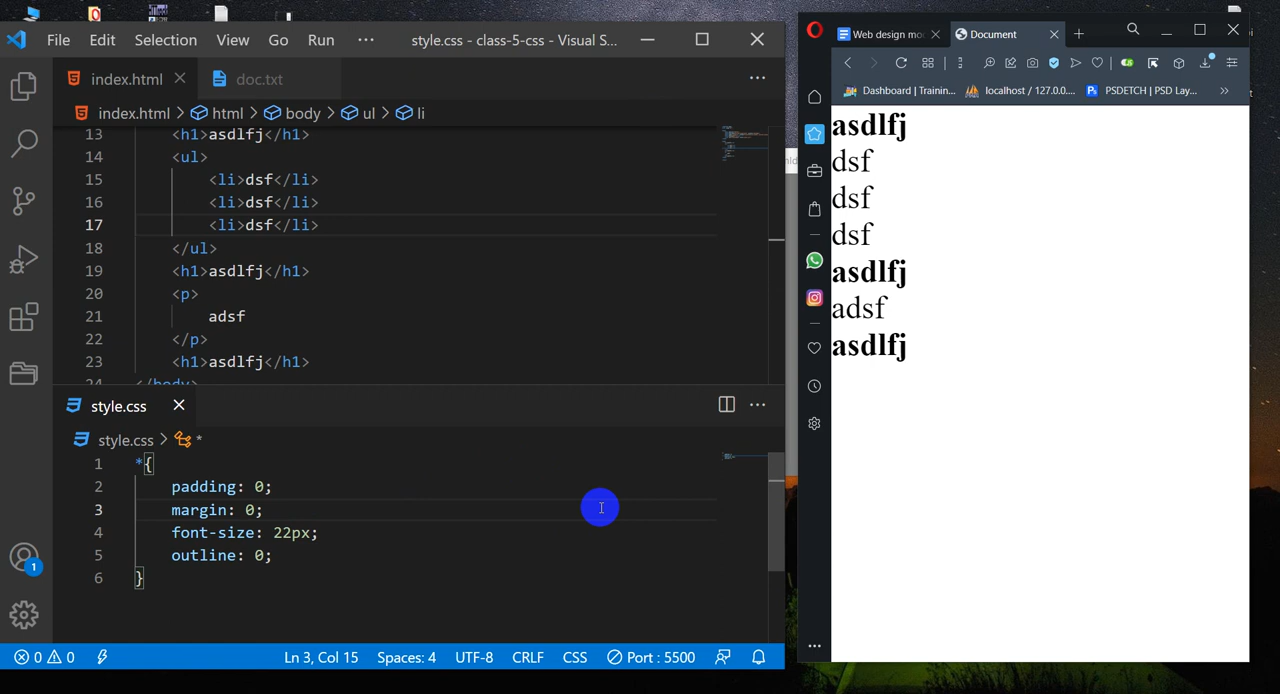 File Edit Selection View Go Run ··· style.css - class-5-css - Visual S...
index.html doc.txt ···
index.html > html > body > ul > li
13 <h1>asdlfj</h1>
14 <ul>
15 <li>dsf</li>
16 <li>dsf</li>
17 <li>dsf</li>
18 </ul>
19 <h1>asdlfj</h1>
20 <p>
21 adsf
22 </p>
23 <h1>asdlfj</h1>
24 </body>
style.css ···
style.css > *
1 *{
2 padding: 0;
3 margin: 0;
4 font-size: 22px;
5 outline: 0;
6 }
1
0 0 Ln 3, Col 15 Spaces: 4 UTF-8 CRLF CSS Port : 5500
Web design mo Document
Dashboard | Trainin... localhost / 127.0.0.... Ps PSDETCH | PSD Lay... »
asdlfj
dsf
dsf
dsf
asdlfj
adsf
asdlfj